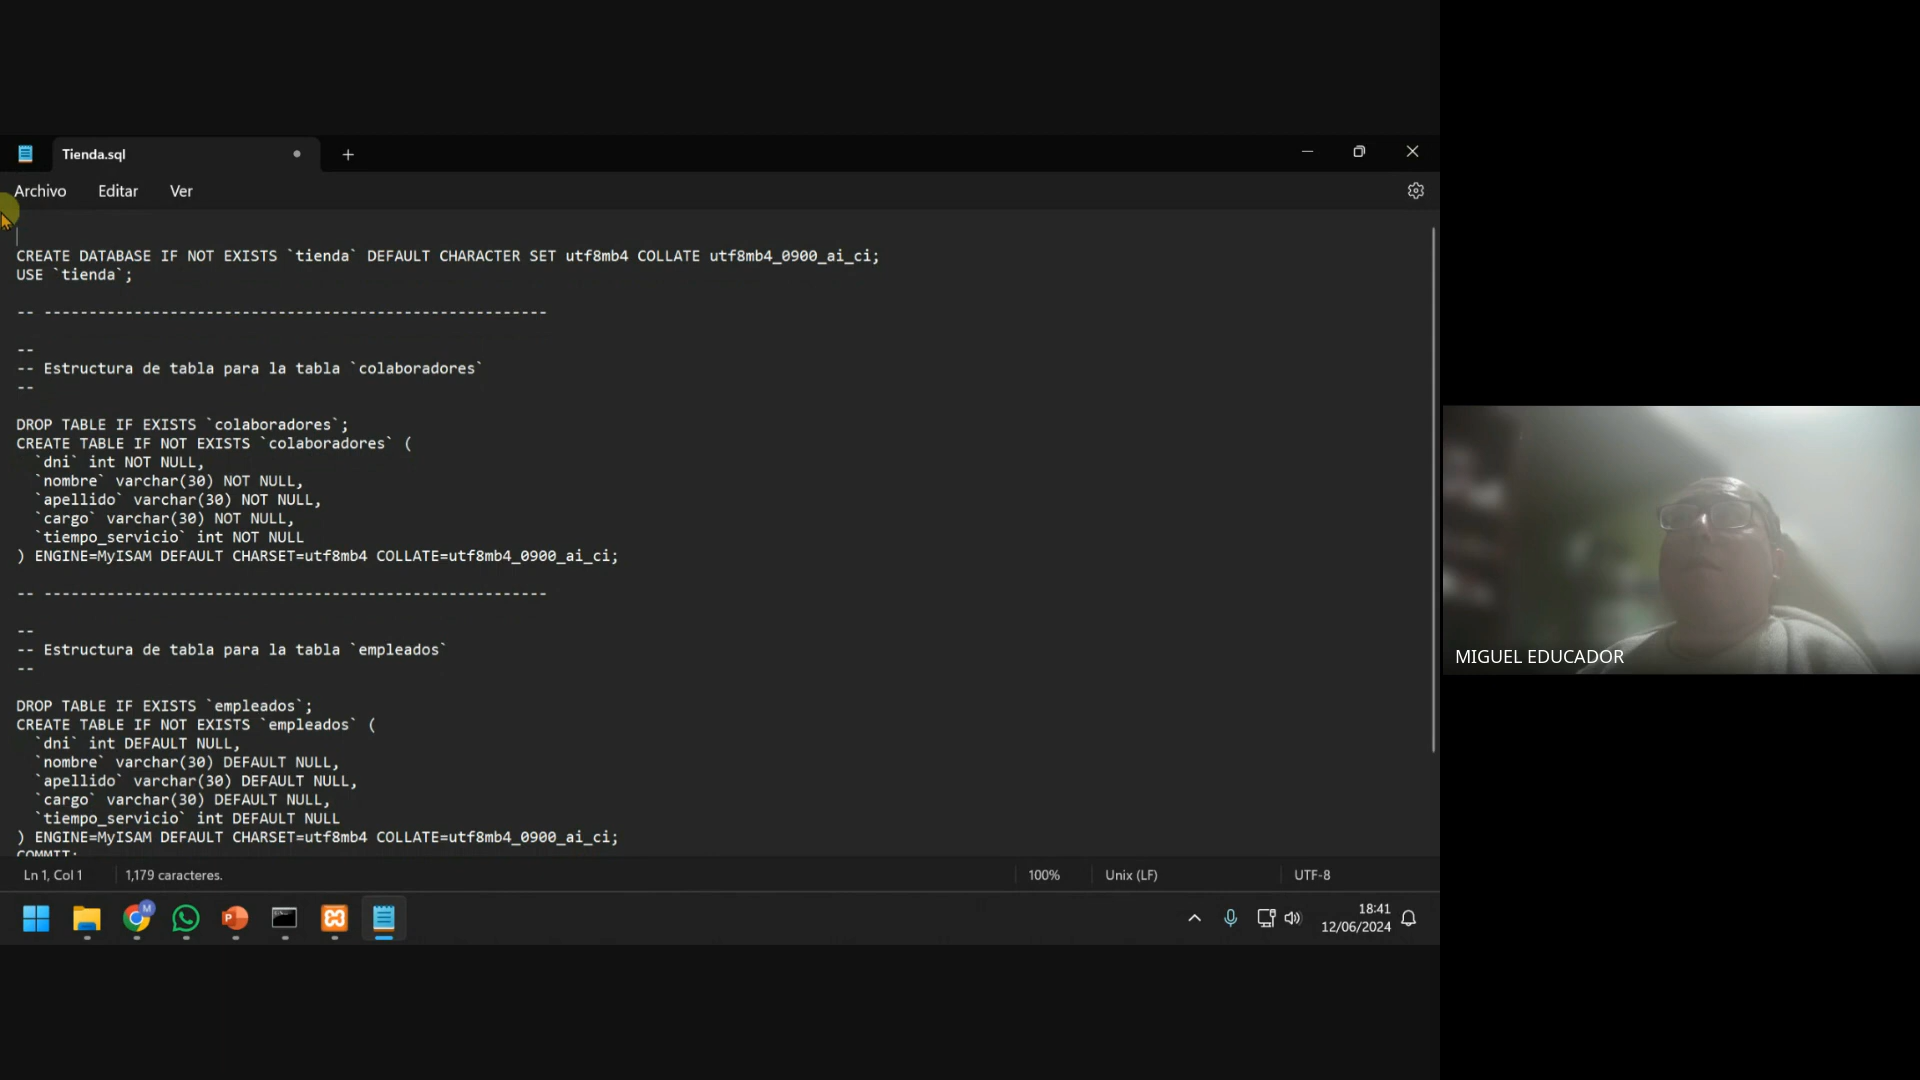 Tienda.sql
Archivo Editar Ver
CREATE DATABASE IF NOT EXISTS `tienda` DEFAULT CHARACTER SET utf8mb4 COLLATE utf8mb4_0900_ai_ci;
USE `tienda`;
-- --------------------------------------------------------
--
-- Estructura de tabla para la tabla `colaboradores`
--
DROP TABLE IF EXISTS `colaboradores`;
CREATE TABLE IF NOT EXISTS `colaboradores` (
  `dni` int NOT NULL,
  `nombre` varchar(30) NOT NULL,
  `apellido` varchar(30) NOT NULL,
  `cargo` varchar(30) NOT NULL,
  `tiempo_servicio` int NOT NULL
) ENGINE=MyISAM DEFAULT CHARSET=utf8mb4 COLLATE=utf8mb4_0900_ai_ci;
-- --------------------------------------------------------
--
-- Estructura de tabla para la tabla `empleados`
--
DROP TABLE IF EXISTS `empleados`;
CREATE TABLE IF NOT EXISTS `empleados` (
  `dni` int DEFAULT NULL,
  `nombre` varchar(30) DEFAULT NULL,
  `apellido` varchar(30) DEFAULT NULL,
  `cargo` varchar(30) DEFAULT NULL,
  `tiempo_servicio` int DEFAULT NULL
) ENGINE=MyISAM DEFAULT CHARSET=utf8mb4 COLLATE=utf8mb4_0900_ai_ci;
COMMIT;
Ln 1, Col 1 1,179 caracteres. 100% Unix (LF) UTF-8
M
P
18:41
12/06/2024
MIGUEL EDUCADOR